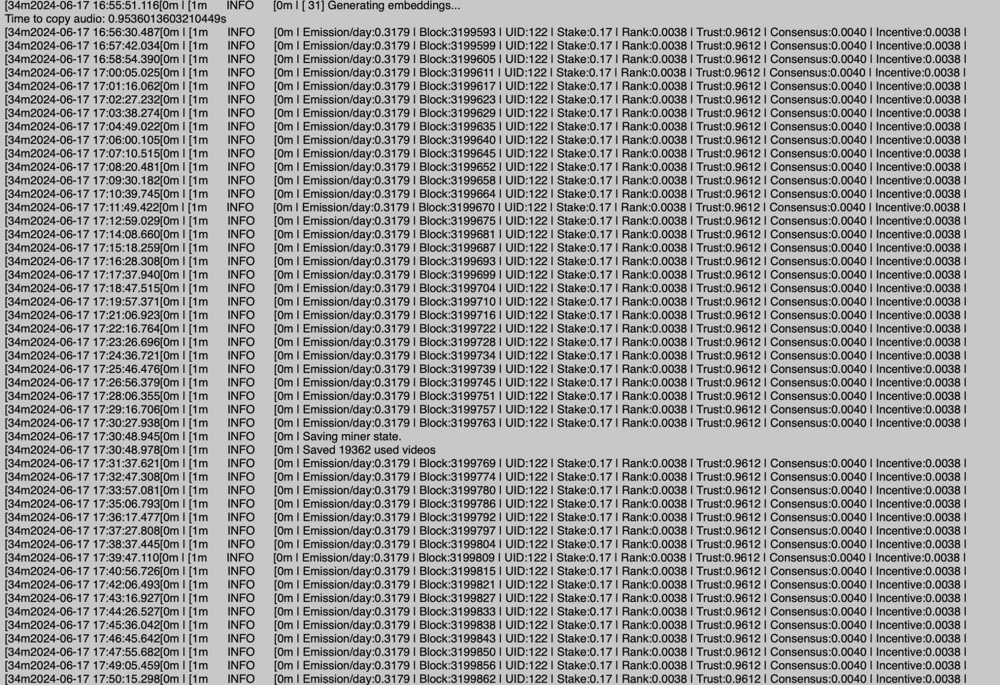 [34m2024-06-17 16:55:51.116[0m | [1m INFO [0m | [ 31] Generating embeddings...
Time to copy audio: 0.9536013603210449s
[34m2024-06-17 16:56:30.487[0m | [1m INFO [0m | Emission/day:0.3179 | Block:3199593 | UID:122 | Stake:0.17 | Rank:0.0038 | Trust:0.9612 | Consensus:0.0040 | Incentive:0.0038 |
[34m2024-06-17 16:57:42.034[0m | [1m INFO [0m | Emission/day:0.3179 | Block:3199599 | UID:122 | Stake:0.17 | Rank:0.0038 | Trust:0.9612 | Consensus:0.0040 | Incentive:0.0038 |
[34m2024-06-17 16:58:54.390[0m | [1m INFO [0m | Emission/day:0.3179 | Block:3199605 | UID:122 | Stake:0.17 | Rank:0.0038 | Trust:0.9612 | Consensus:0.0040 | Incentive:0.0038 |
[34m2024-06-17 17:00:05.025[0m | [1m INFO [0m | Emission/day:0.3179 | Block:3199611 | UID:122 | Stake:0.17 | Rank:0.0038 | Trust:0.9612 | Consensus:0.0040 | Incentive:0.0038 |
[34m2024-06-17 17:01:16.062[0m | [1m INFO [0m | Emission/day:0.3179 | Block:3199617 | UID:122 | Stake:0.17 | Rank:0.0038 | Trust:0.9612 | Consensus:0.0040 | Incentive:0.0038 |
[34m2024-06-17 17:02:27.232[0m | [1m INFO [0m | Emission/day:0.3179 | Block:3199623 | UID:122 | Stake:0.17 | Rank:0.0038 | Trust:0.9612 | Consensus:0.0040 | Incentive:0.0038 |
[34m2024-06-17 17:03:38.274[0m | [1m INFO [0m | Emission/day:0.3179 | Block:3199629 | UID:122 | Stake:0.17 | Rank:0.0038 | Trust:0.9612 | Consensus:0.0040 | Incentive:0.0038 |
[34m2024-06-17 17:04:49.022[0m | [1m INFO [0m | Emission/day:0.3179 | Block:3199635 | UID:122 | Stake:0.17 | Rank:0.0038 | Trust:0.9612 | Consensus:0.0040 | Incentive:0.0038 |
[34m2024-06-17 17:06:00.105[0m | [1m INFO [0m | Emission/day:0.3179 | Block:3199640 | UID:122 | Stake:0.17 | Rank:0.0038 | Trust:0.9612 | Consensus:0.0040 | Incentive:0.0038 |
[34m2024-06-17 17:07:10.515[0m | [1m INFO [0m | Emission/day:0.3179 | Block:3199645 | UID:122 | Stake:0.17 | Rank:0.0038 | Trust:0.9612 | Consensus:0.0040 | Incentive:0.0038 |
[34m2024-06-17 17:08:20.481[0m | [1m INFO [0m | Emission/day:0.3179 | Block:3199652 | UID:122 | Stake:0.17 | Rank:0.0038 | Trust:0.9612 | Consensus:0.0040 | Incentive:0.0038 |
[34m2024-06-17 17:09:30.182[0m | [1m INFO [0m | Emission/day:0.3179 | Block:3199658 | UID:122 | Stake:0.17 | Rank:0.0038 | Trust:0.9612 | Consensus:0.0040 | Incentive:0.0038 |
[34m2024-06-17 17:10:39.745[0m | [1m INFO [0m | Emission/day:0.3179 | Block:3199664 | UID:122 | Stake:0.17 | Rank:0.0038 | Trust:0.9612 | Consensus:0.0040 | Incentive:0.0038 |
[34m2024-06-17 17:11:49.422[0m | [1m INFO [0m | Emission/day:0.3179 | Block:3199670 | UID:122 | Stake:0.17 | Rank:0.0038 | Trust:0.9612 | Consensus:0.0040 | Incentive:0.0038 |
[34m2024-06-17 17:12:59.029[0m | [1m INFO [0m | Emission/day:0.3179 | Block:3199675 | UID:122 | Stake:0.17 | Rank:0.0038 | Trust:0.9612 | Consensus:0.0040 | Incentive:0.0038 |
[34m2024-06-17 17:14:08.660[0m | [1m INFO [0m | Emission/day:0.3179 | Block:3199681 | UID:122 | Stake:0.17 | Rank:0.0038 | Trust:0.9612 | Consensus:0.0040 | Incentive:0.0038 |
[34m2024-06-17 17:15:18.259[0m | [1m INFO [0m | Emission/day:0.3179 | Block:3199687 | UID:122 | Stake:0.17 | Rank:0.0038 | Trust:0.9612 | Consensus:0.0040 | Incentive:0.0038 |
[34m2024-06-17 17:16:28.308[0m | [1m INFO [0m | Emission/day:0.3179 | Block:3199693 | UID:122 | Stake:0.17 | Rank:0.0038 | Trust:0.9612 | Consensus:0.0040 | Incentive:0.0038 |
[34m2024-06-17 17:17:37.940[0m | [1m INFO [0m | Emission/day:0.3179 | Block:3199699 | UID:122 | Stake:0.17 | Rank:0.0038 | Trust:0.9612 | Consensus:0.0040 | Incentive:0.0038 |
[34m2024-06-17 17:18:47.515[0m | [1m INFO [0m | Emission/day:0.3179 | Block:3199704 | UID:122 | Stake:0.17 | Rank:0.0038 | Trust:0.9612 | Consensus:0.0040 | Incentive:0.0038 |
[34m2024-06-17 17:19:57.371[0m | [1m INFO [0m | Emission/day:0.3179 | Block:3199710 | UID:122 | Stake:0.17 | Rank:0.0038 | Trust:0.9612 | Consensus:0.0040 | Incentive:0.0038 |
[34m2024-06-17 17:21:06.923[0m | [1m INFO [0m | Emission/day:0.3179 | Block:3199716 | UID:122 | Stake:0.17 | Rank:0.0038 | Trust:0.9612 | Consensus:0.0040 | Incentive:0.0038 |
[34m2024-06-17 17:22:16.764[0m | [1m INFO [0m | Emission/day:0.3179 | Block:3199722 | UID:122 | Stake:0.17 | Rank:0.0038 | Trust:0.9612 | Consensus:0.0040 | Incentive:0.0038 |
[34m2024-06-17 17:23:26.696[0m | [1m INFO [0m | Emission/day:0.3179 | Block:3199728 | UID:122 | Stake:0.17 | Rank:0.0038 | Trust:0.9612 | Consensus:0.0040 | Incentive:0.0038 |
[34m2024-06-17 17:24:36.721[0m | [1m INFO [0m | Emission/day:0.3179 | Block:3199734 | UID:122 | Stake:0.17 | Rank:0.0038 | Trust:0.9612 | Consensus:0.0040 | Incentive:0.0038 |
[34m2024-06-17 17:25:46.476[0m | [1m INFO [0m | Emission/day:0.3179 | Block:3199739 | UID:122 | Stake:0.17 | Rank:0.0038 | Trust:0.9612 | Consensus:0.0040 | Incentive:0.0038 |
[34m2024-06-17 17:26:56.379[0m | [1m INFO [0m | Emission/day:0.3179 | Block:3199745 | UID:122 | Stake:0.17 | Rank:0.0038 | Trust:0.9612 | Consensus:0.0040 | Incentive:0.0038 |
[34m2024-06-17 17:28:06.355[0m | [1m INFO [0m | Emission/day:0.3179 | Block:3199751 | UID:122 | Stake:0.17 | Rank:0.0038 | Trust:0.9612 | Consensus:0.0040 | Incentive:0.0038 |
[34m2024-06-17 17:29:16.706[0m | [1m INFO [0m | Emission/day:0.3179 | Block:3199757 | UID:122 | Stake:0.17 | Rank:0.0038 | Trust:0.9612 | Consensus:0.0040 | Incentive:0.0038 |
[34m2024-06-17 17:30:27.938[0m | [1m INFO [0m | Emission/day:0.3179 | Block:3199763 | UID:122 | Stake:0.17 | Rank:0.0038 | Trust:0.9612 | Consensus:0.0040 | Incentive:0.0038 |
[34m2024-06-17 17:30:48.945[0m | [1m INFO [0m | Saving miner state.
[34m2024-06-17 17:30:48.978[0m | [1m INFO [0m | Saved 19362 used videos
[34m2024-06-17 17:31:37.621[0m | [1m INFO [0m | Emission/day:0.3179 | Block:3199769 | UID:122 | Stake:0.17 | Rank:0.0038 | Trust:0.9612 | Consensus:0.0040 | Incentive:0.0038 |
[34m2024-06-17 17:32:47.308[0m | [1m INFO [0m | Emission/day:0.3179 | Block:3199774 | UID:122 | Stake:0.17 | Rank:0.0038 | Trust:0.9612 | Consensus:0.0040 | Incentive:0.0038 |
[34m2024-06-17 17:33:57.081[0m | [1m INFO [0m | Emission/day:0.3179 | Block:3199780 | UID:122 | Stake:0.17 | Rank:0.0038 | Trust:0.9612 | Consensus:0.0040 | Incentive:0.0038 |
[34m2024-06-17 17:35:06.793[0m | [1m INFO [0m | Emission/day:0.3179 | Block:3199786 | UID:122 | Stake:0.17 | Rank:0.0038 | Trust:0.9612 | Consensus:0.0040 | Incentive:0.0038 |
[34m2024-06-17 17:36:17.477[0m | [1m INFO [0m | Emission/day:0.3179 | Block:3199792 | UID:122 | Stake:0.17 | Rank:0.0038 | Trust:0.9612 | Consensus:0.0040 | Incentive:0.0038 |
[34m2024-06-17 17:37:27.808[0m | [1m INFO [0m | Emission/day:0.3179 | Block:3199797 | UID:122 | Stake:0.17 | Rank:0.0038 | Trust:0.9612 | Consensus:0.0040 | Incentive:0.0038 |
[34m2024-06-17 17:38:37.445[0m | [1m INFO [0m | Emission/day:0.3179 | Block:3199804 | UID:122 | Stake:0.17 | Rank:0.0038 | Trust:0.9612 | Consensus:0.0040 | Incentive:0.0038 |
[34m2024-06-17 17:39:47.110[0m | [1m INFO [0m | Emission/day:0.3179 | Block:3199809 | UID:122 | Stake:0.17 | Rank:0.0038 | Trust:0.9612 | Consensus:0.0040 | Incentive:0.0038 |
[34m2024-06-17 17:40:56.726[0m | [1m INFO [0m | Emission/day:0.3179 | Block:3199815 | UID:122 | Stake:0.17 | Rank:0.0038 | Trust:0.9612 | Consensus:0.0040 | Incentive:0.0038 |
[34m2024-06-17 17:42:06.493[0m | [1m INFO [0m | Emission/day:0.3179 | Block:3199821 | UID:122 | Stake:0.17 | Rank:0.0038 | Trust:0.9612 | Consensus:0.0040 | Incentive:0.0038 |
[34m2024-06-17 17:43:16.927[0m | [1m INFO [0m | Emission/day:0.3179 | Block:3199827 | UID:122 | Stake:0.17 | Rank:0.0038 | Trust:0.9612 | Consensus:0.0040 | Incentive:0.0038 |
[34m2024-06-17 17:44:26.527[0m | [1m INFO [0m | Emission/day:0.3179 | Block:3199833 | UID:122 | Stake:0.17 | Rank:0.0038 | Trust:0.9612 | Consensus:0.0040 | Incentive:0.0038 |
[34m2024-06-17 17:45:36.042[0m | [1m INFO [0m | Emission/day:0.3179 | Block:3199838 | UID:122 | Stake:0.17 | Rank:0.0038 | Trust:0.9612 | Consensus:0.0040 | Incentive:0.0038 |
[34m2024-06-17 17:46:45.642[0m | [1m INFO [0m | Emission/day:0.3179 | Block:3199843 | UID:122 | Stake:0.17 | Rank:0.0038 | Trust:0.9612 | Consensus:0.0040 | Incentive:0.0038 |
[34m2024-06-17 17:47:55.682[0m | [1m INFO [0m | Emission/day:0.3179 | Block:3199850 | UID:122 | Stake:0.17 | Rank:0.0038 | Trust:0.9612 | Consensus:0.0040 | Incentive:0.0038 |
[34m2024-06-17 17:49:05.459[0m | [1m INFO [0m | Emission/day:0.3179 | Block:3199856 | UID:122 | Stake:0.17 | Rank:0.0038 | Trust:0.9612 | Consensus:0.0040 | Incentive:0.0038 |
[34m2024-06-17 17:50:15.298[0m | [1m INFO [0m | Emission/day:0.3179 | Block:3199862 | UID:122 | Stake:0.17 | Rank:0.0038 | Trust:0.9612 | Consensus:0.0040 | Incentive:0.0038 |